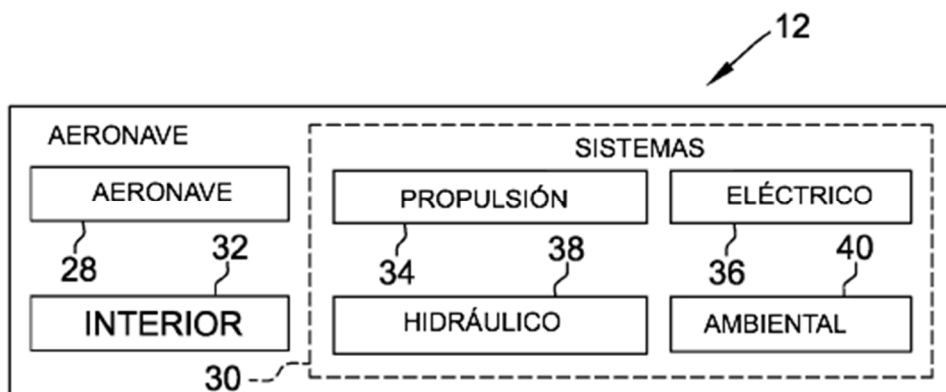 12
AERONAVE
SISTEMAS
AERONAVE
PROPULSIÓN
ELÉCTRICO
28
32
34
38
36
40
INTERIOR
HIDRÁULICO
AMBIENTAL
30